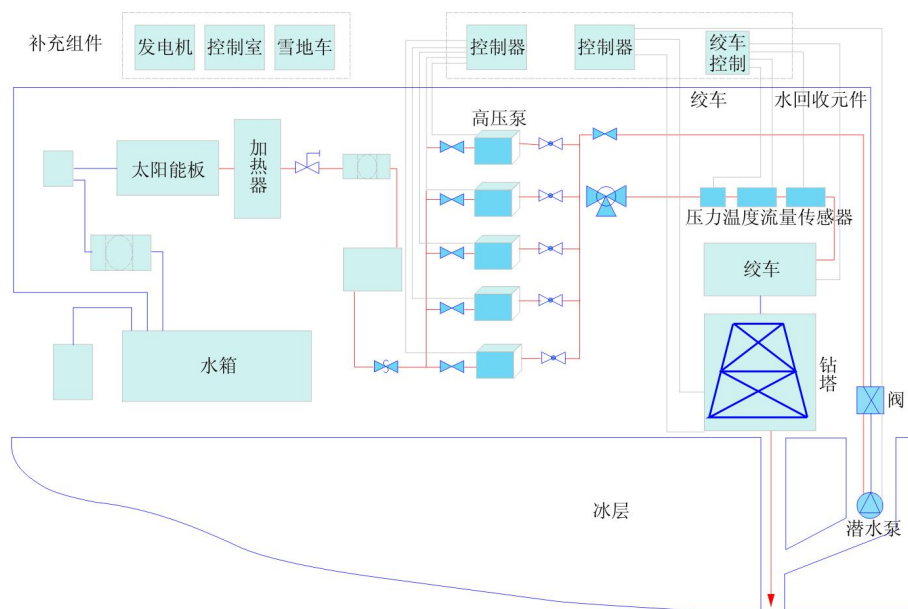 补充组件
发电机
控制室
雪地车
控制器
控制器
绞车
控制
绞车
水回收元件
高压泵
太阳能板
加热器
压力温度流量传感器
绞车
水箱
钻塔
阀
冰层
潜水泵